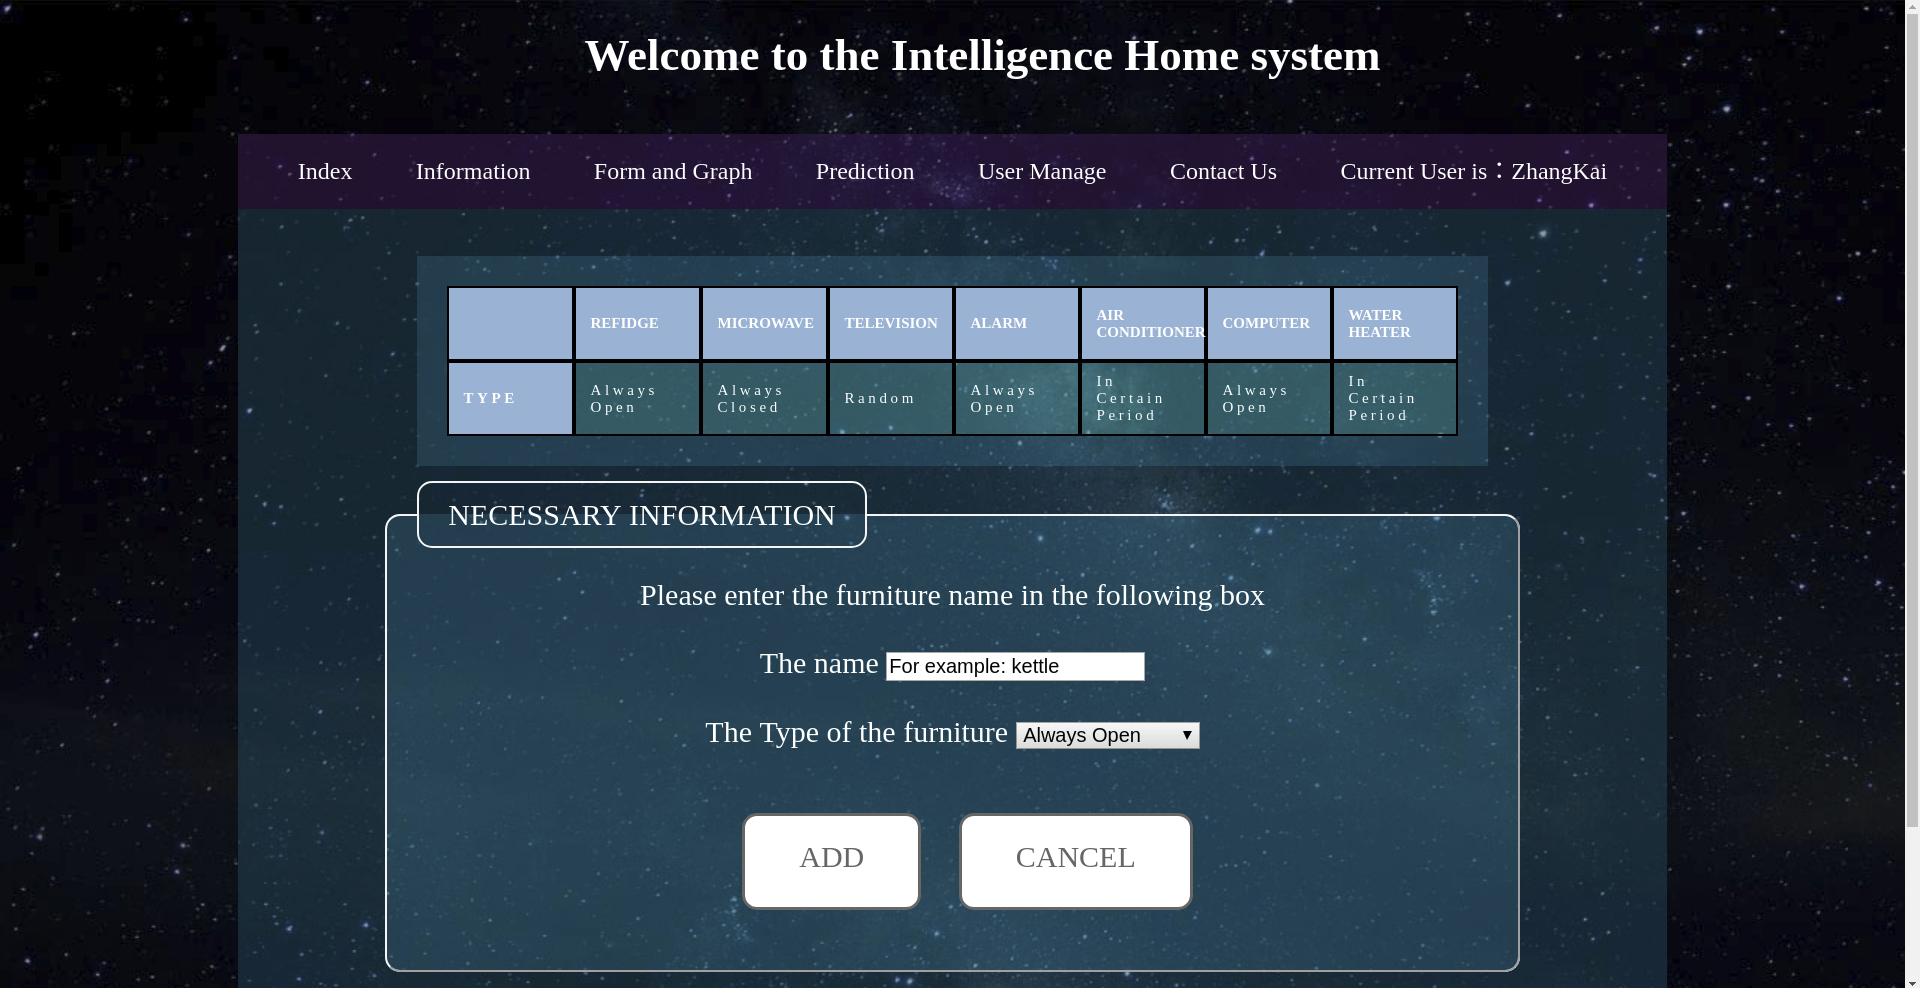 Welcome to the Intelligence Home system
Index Information Form and Graph Prediction User Manage Contact Us Current User is：ZhangKai
REFIDGE MICROWAVE TELEVISION ALARM AIR CONDITIONER COMPUTER WATER HEATER
TYPE Always Open Always Closed Random Always Open In Certain Period Always Open In Certain Period
NECESSARY INFORMATION
Please enter the furniture name in the following box
The name For example: kettle
The Type of the furniture Always Open
ADD CANCEL